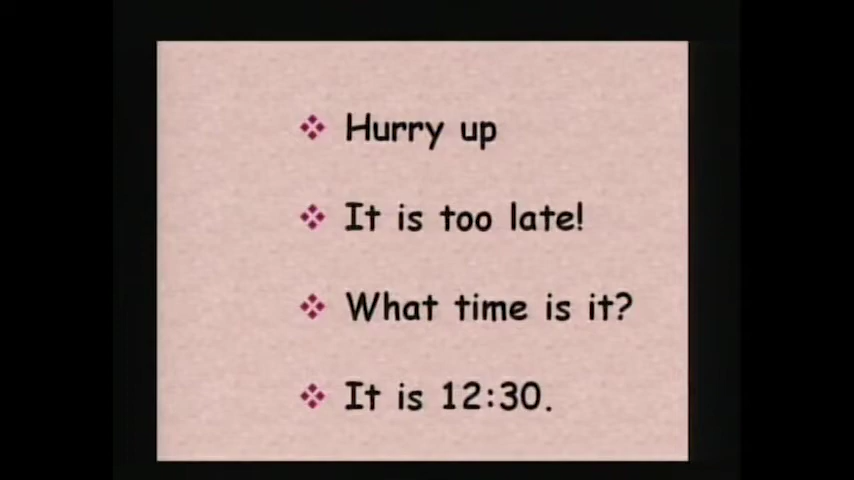 Hurry up
It is too late!
What time is it?
It is 12:30.